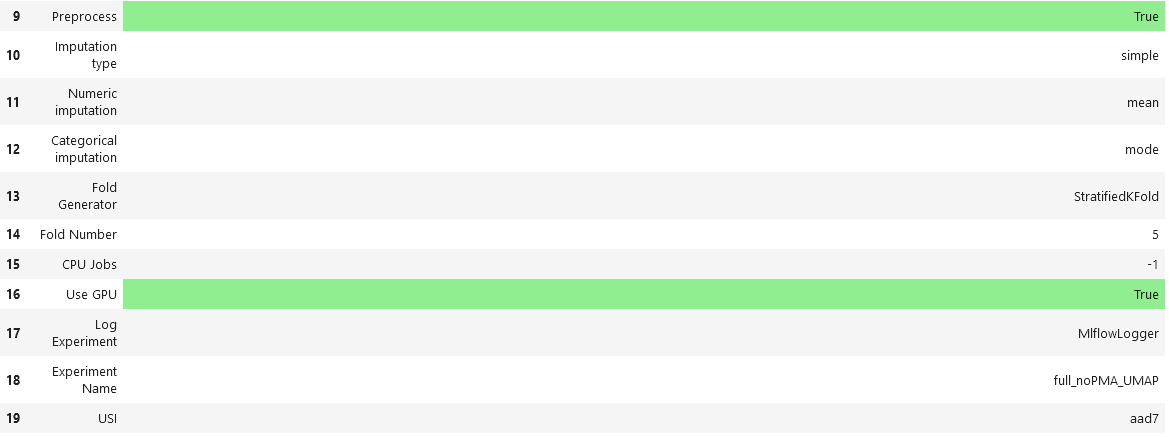 9 Preprocess True
10 Imputation
type simple
11 Numeric
imputation mean
12 Categorical
imputation mode
13 Fold
Generator StratifiedKFold
14 Fold Number 5
15 CPU Jobs -1
16 Use GPU True
17 Log
Experiment MlflowLogger
18 Experiment
Name full_noPMA_UMAP
19 USI aad7